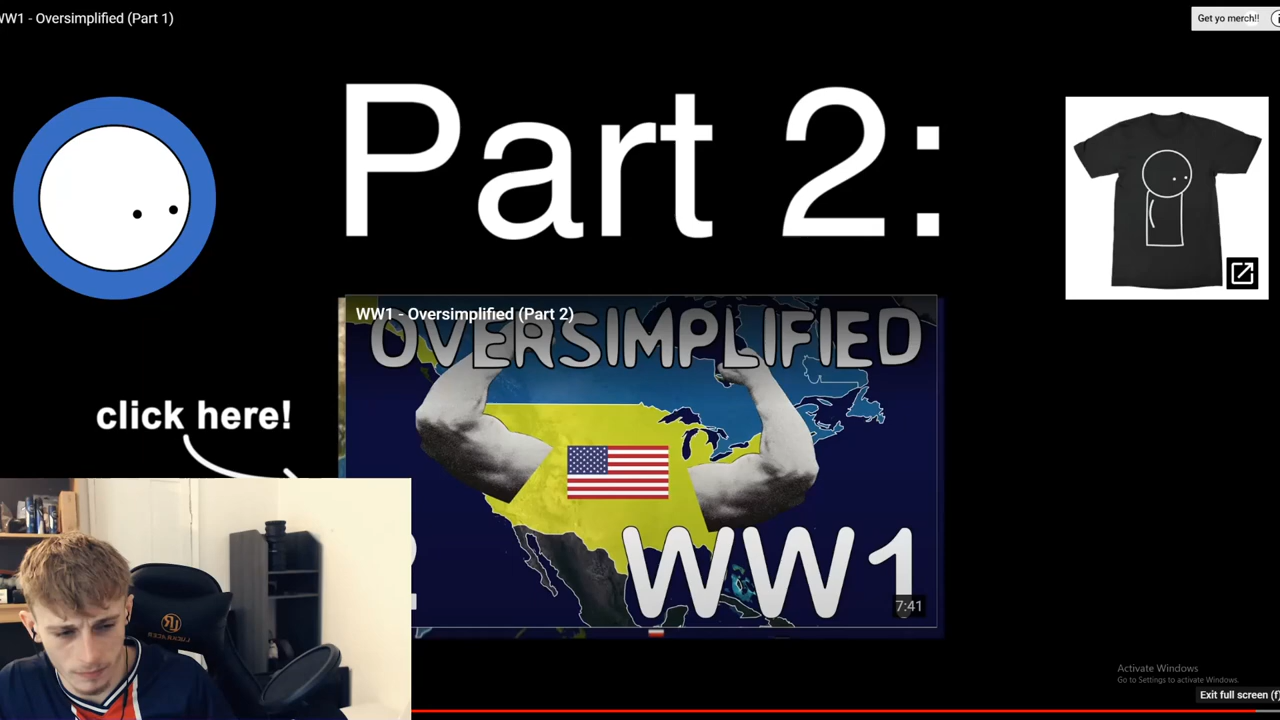 WW1 - Oversimplified (Part 1)
Get yo merch!!
Part 2:
WW1 - Oversimplified (Part 2)
OVERSIMPLIFIED
click here!
WW1
7:41
Activate Windows
Go to Settings to activate Windows.
Exit full screen (f)